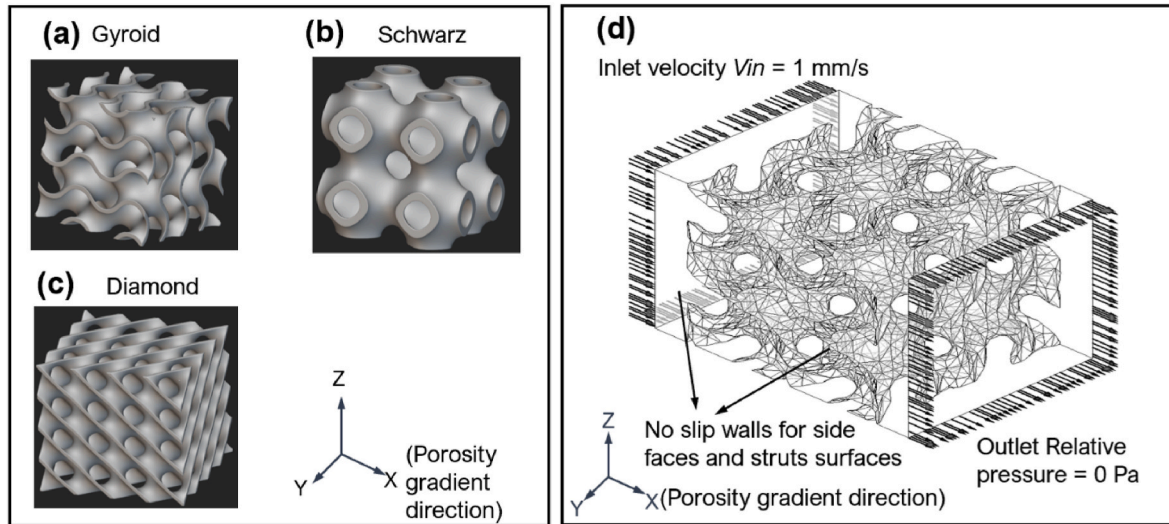 (a) Gyroid
(b) Schwarz
(c) Diamond
Z
Y
X
(Porosity
gradient
direction)
(d)
Inlet velocity Vin = 1 mm/s
No slip walls for side
faces and struts surfaces
Outlet Relative
pressure = 0 Pa
Z
Y
X
(Porosity gradient direction)